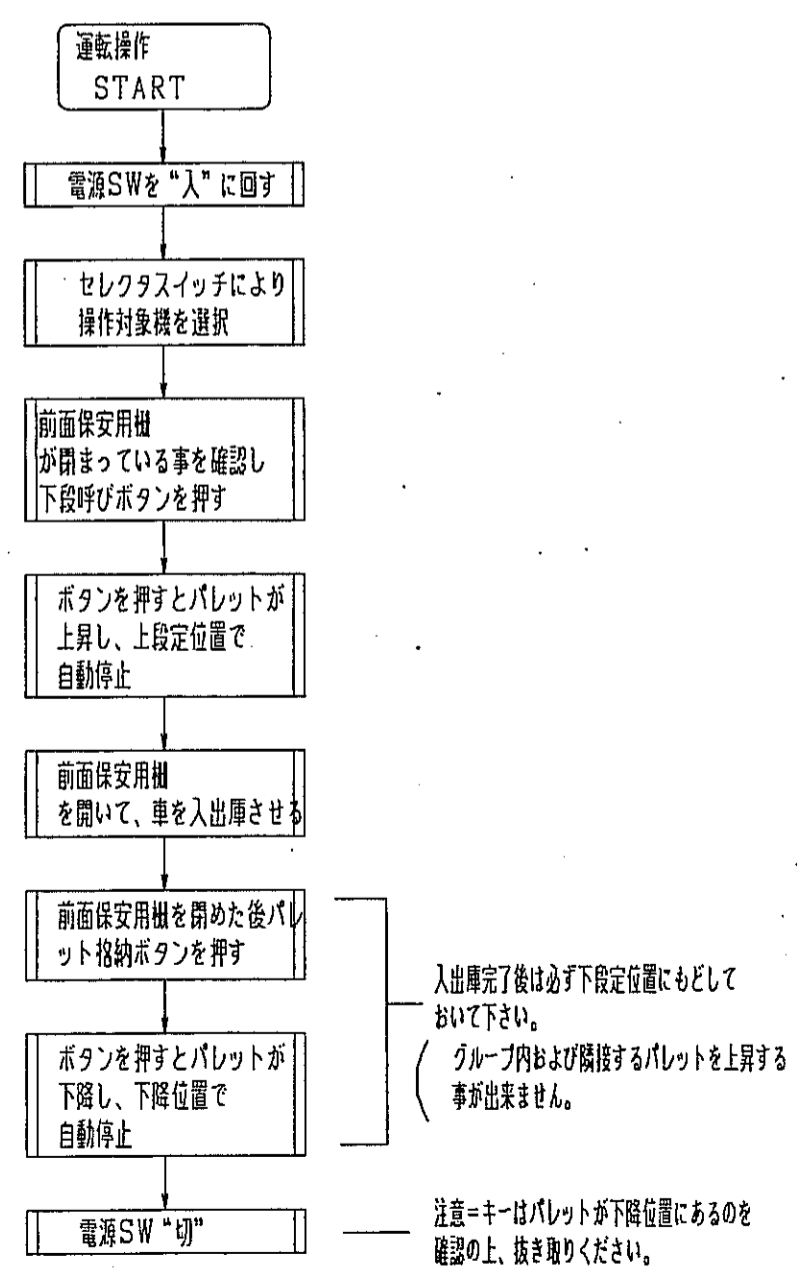 運転操作
START
電源SWを“入”に回す
セレクタスイッチにより
操作対象機を選択
前面保安用柵
が閉まっている事を確認し
下段呼びボタンを押す
ボタンを押すとパレットが
上昇し、上段定位置で
自動停止
前面保安用柵
を開いて、車を入出庫させる
前面保安用柵を閉めた後パレ
ット格納ボタンを押す
入出庫完了後は必ず下段定位置にもどして
おいて下さい。
グループ内および隣接するパレットを上昇する
事が出来ません。
ボタンを押すとパレットが
下降し、下降位置で
自動停止
電源SW“切”
注意=キーはパレットが下降位置にあるのを
確認の上、抜き取りください。